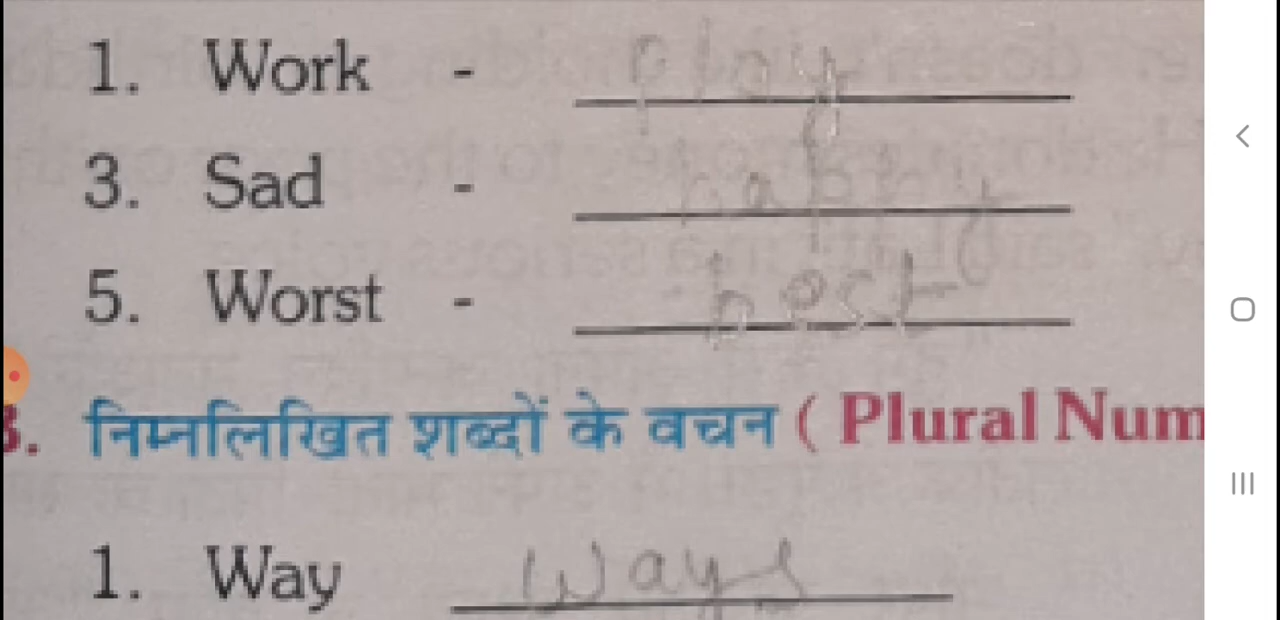 1. Work - play
3. Sad - happy
5. Worst - best
3. निम्नलिखित शब्दों के वचन ( Plural Num
1. Way ways